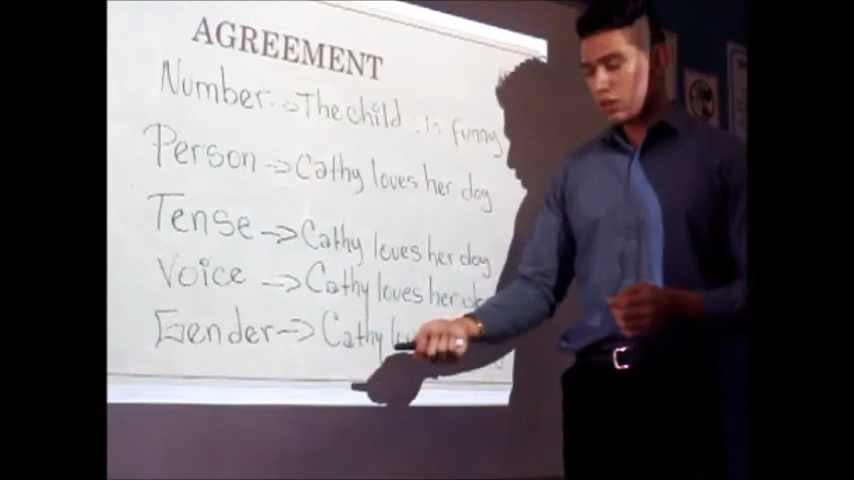 AGREEMENT
Number -> The child is funny
Person -> Cathy loves her dog
Tense -> Cathy loves her dog
Voice -> Cathy loves her
Gender -> Cathy